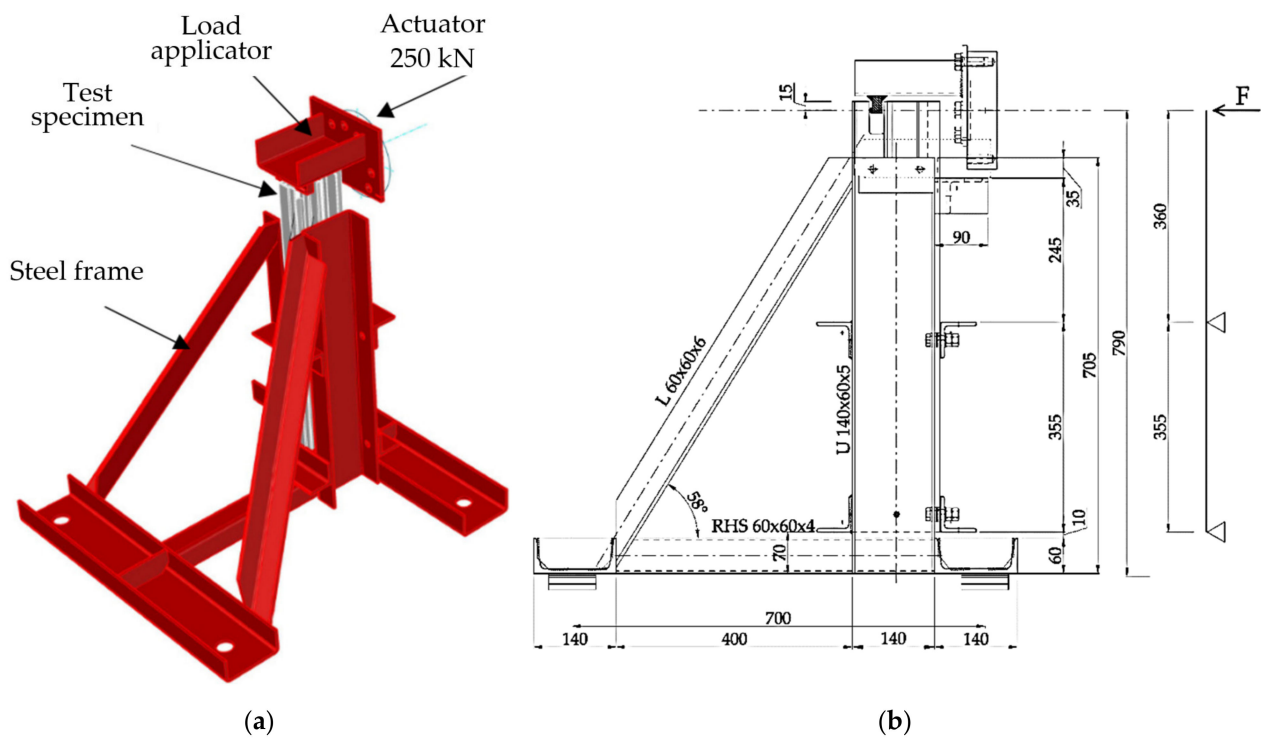 Load
applicator
Actuator
250 kN
Test
specimen
Steel frame
15
F
35
90
245
360
L 60x60x6
U 140x60x5
705
790
355
355
58°
RHS 60x60x4
70
10
60
700
140
400
140
140
(a)
(b)